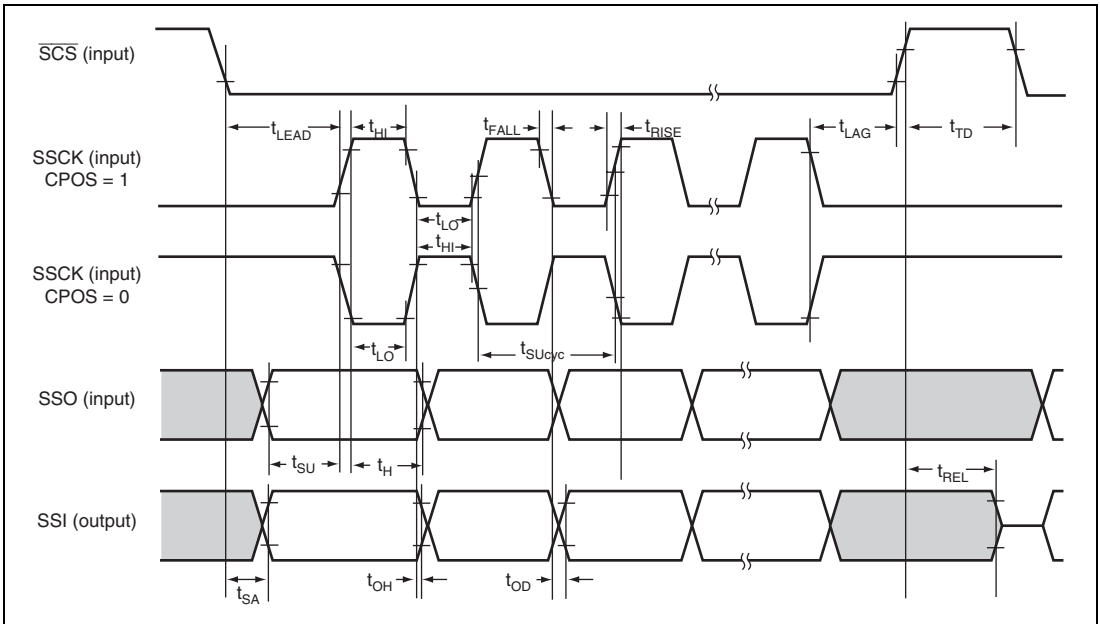 SCS (input)
tLEAD
tHI
tFALL
tRISE
tLAG
tTD
SSCK (input)
CPOS = 1
tLO
tHI
SSCK (input)
CPOS = 0
tLO
tSUcyc
SSO (input)
tSU
tH
tREL
SSI (output)
tSA
tOH
tOD